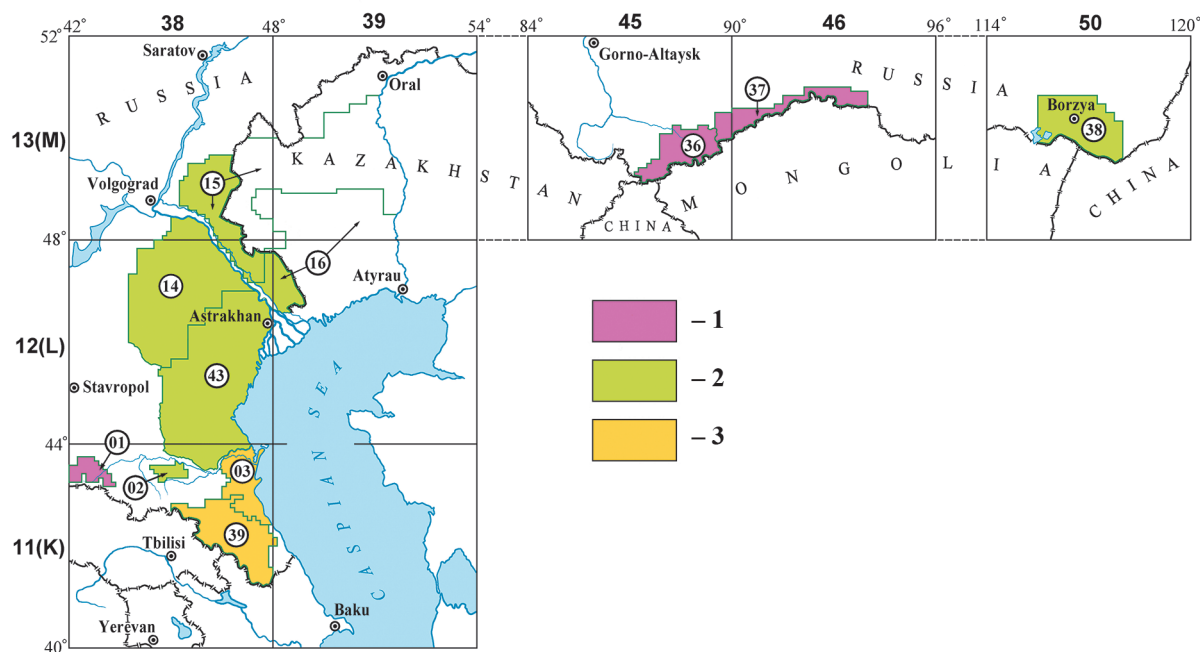 42° 38 48° 39 54° 84° 45 90° 46 96° 114° 50 120°
52°
Saratov
Oral
Gorno-Altaysk
RUSSIA
RUSSIA
37
Borzya
38
13(M)
KAZAKHSTAN
36
MONGOLIA
CHINA
CHINA
15
Volgograd
48°
16
14
Atyrau
Astrakhan
12(L)
43
Stavropol
CASPIAN SEA
– 1
– 2
– 3
44°
01
03
02
39
11(K)
Tbilisi
Baku
Yerevan
40°